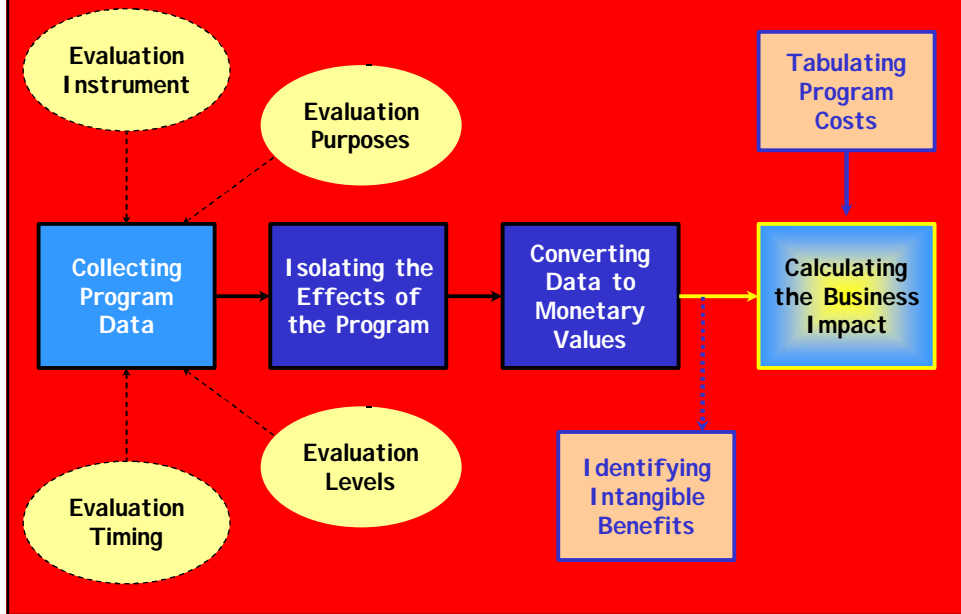 Evaluation
Instrument
Evaluation
Purposes
Tabulating
Program
Costs
Collecting
Program
Data
Isolating the
Effects of
the Program
Converting
Data to
Monetary
Values
Calculating
the Business
Impact
Evaluation
Timing
Evaluation
Levels
Identifying
Intangible
Benefits